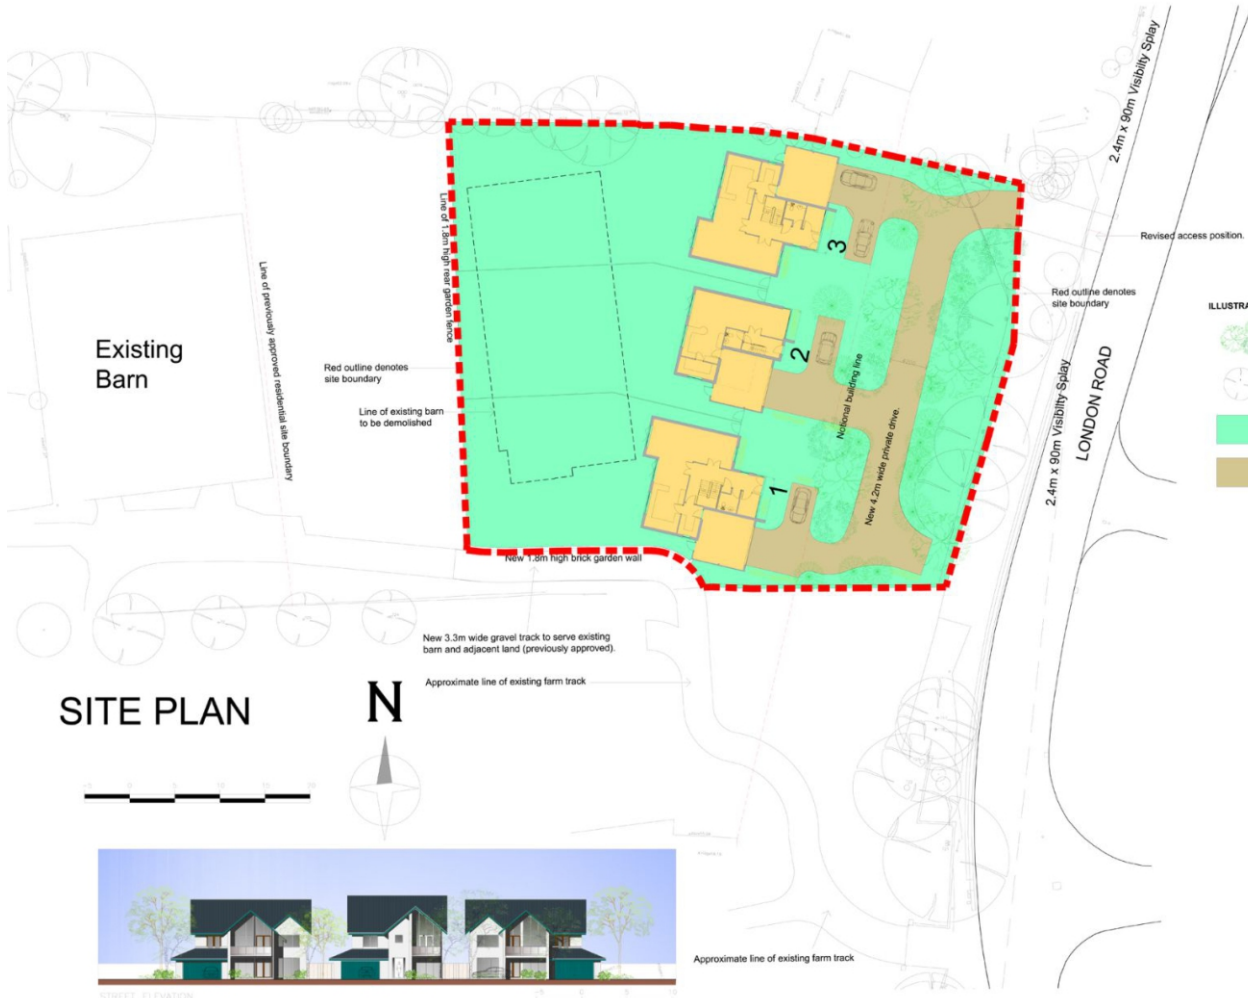 2.4m x 90m Visibilty Splay
Revised access position.
Line of 1.8m high rear garden fence
3
Red outline denotes
site boundary
ILLUSTRA
Line of previously approved residential site boundary
Existing
Barn
2
Notional building line
LONDON ROAD
Red outline denotes
site boundary
Line of existing barn
to be demolished
2.4m x 90m Visibilty Splay
New 4.2m wide private drive.
1
New 1.8m high brick garden wall
New 3.3m wide gravel track to serve existing
barn and adjacent land (previously approved).
Approximate line of existing farm track
SITE PLAN
N
Approximate line of existing farm track
STREET ELEVATION